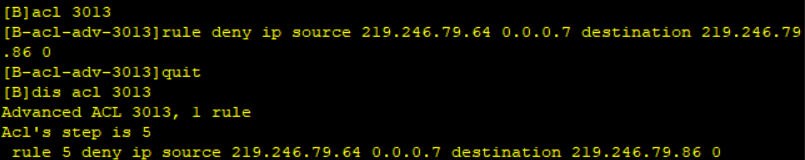 [B]acl 3013
[B-acl-adv-3013]rule deny ip source 219.246.79.64 0.0.0.7 destination 219.246.79
.86 0
[B-acl-adv-3013]quit
[B]dis acl 3013
Advanced ACL 3013, 1 rule
Acl's step is 5
 rule 5 deny ip source 219.246.79.64 0.0.0.7 destination 219.246.79.86 0